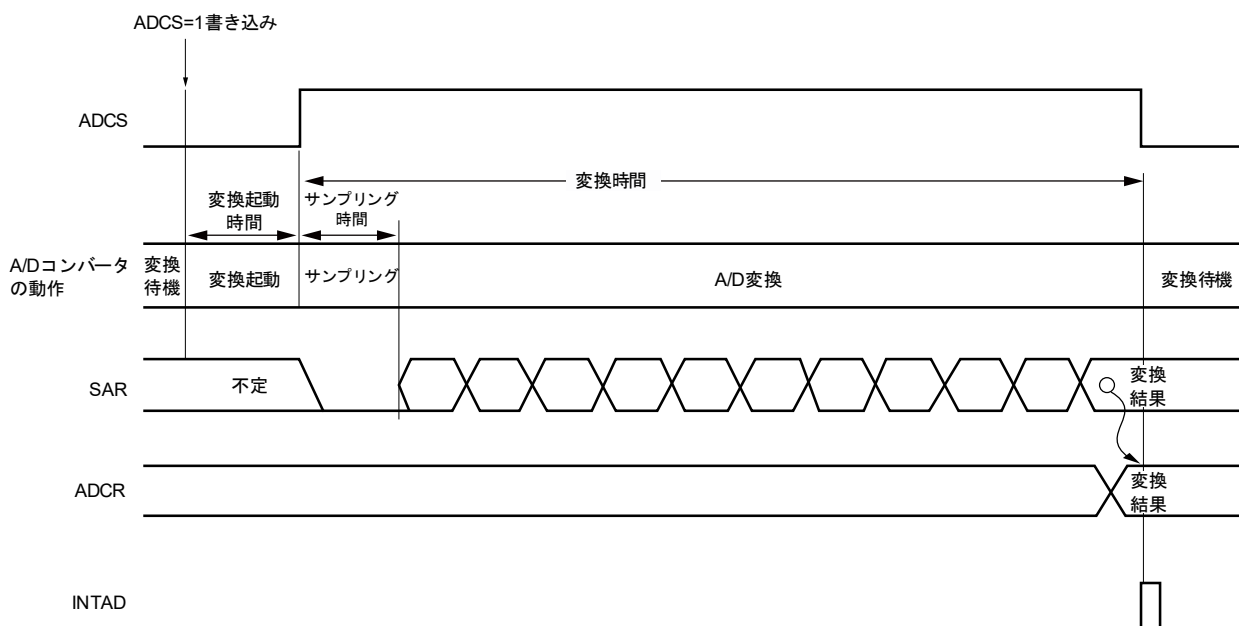 ADCS=1書き込み
ADCS
変換時間
変換起動
時間
サンプリング
時間
A/Dコンバータ
の動作
変換
待機
変換起動
サンプリング
A/D変換
変換待機
SAR
不定
変換
結果
ADCR
変換
結果
INTAD